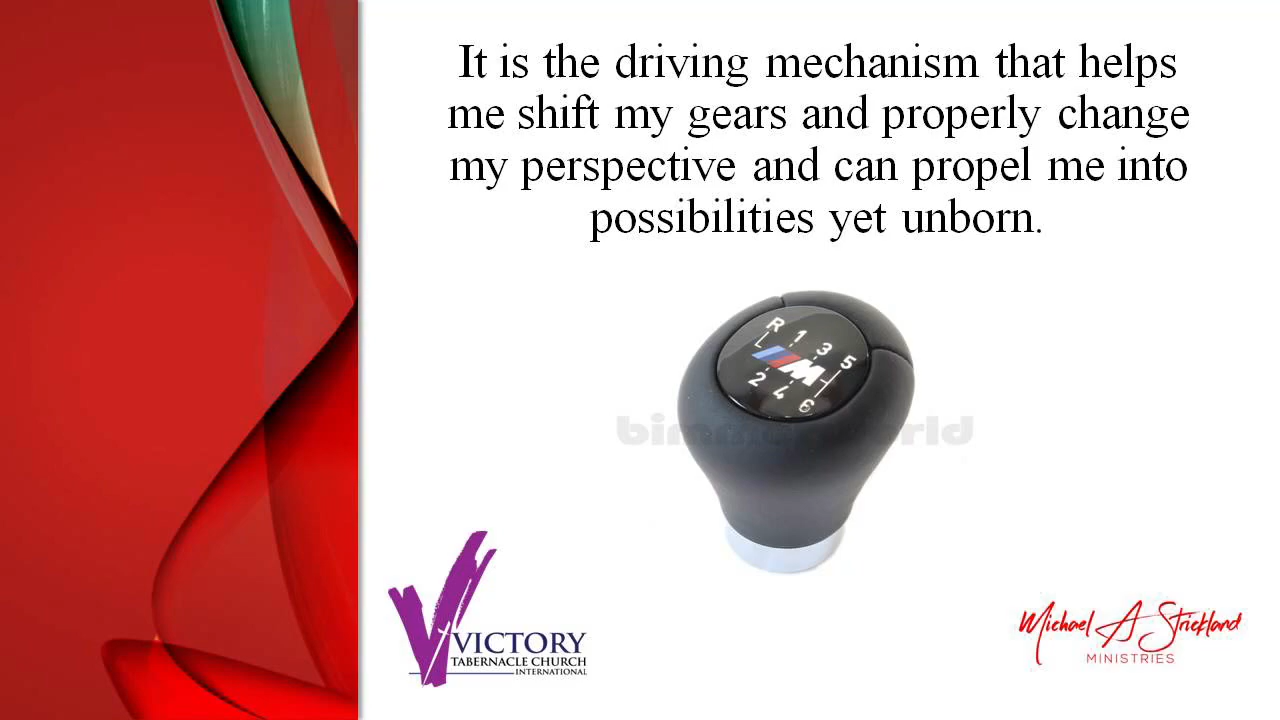 It is the driving mechanism that helps
me shift my gears and properly change
my perspective and can propel me into
possibilities yet unborn.
R 1 3 5
M
2 4 6
VICTORY
TABERNACLE CHURCH
INTERNATIONAL
Michael A Strickland
MINISTRIES